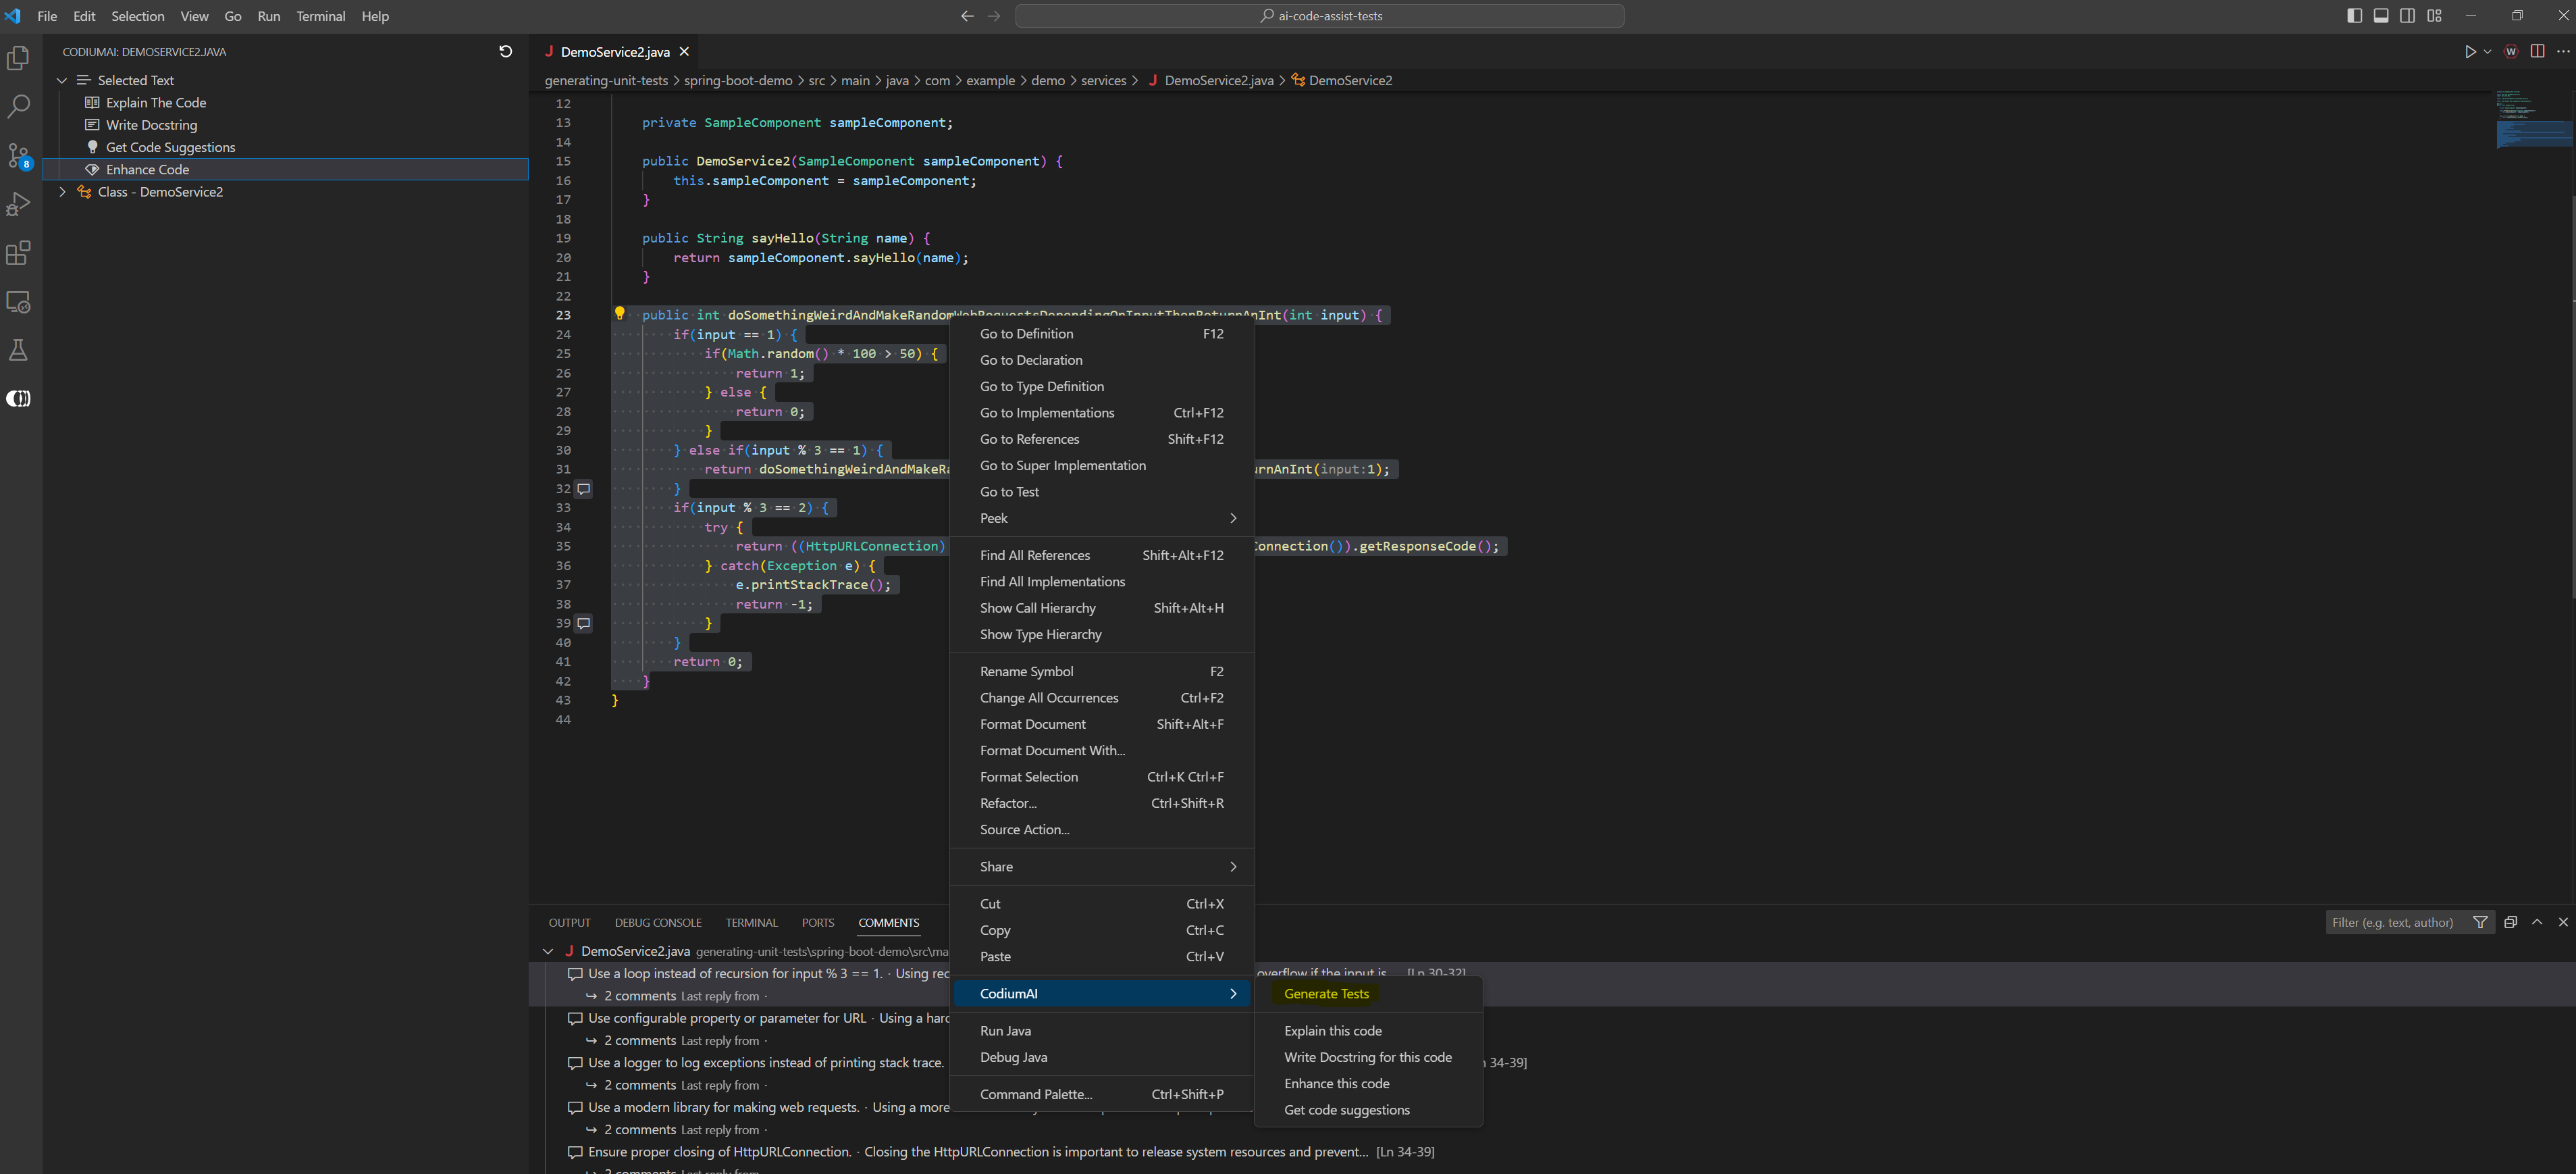 File Edit Selection View Go Run Terminal Help
ai-code-assist-tests
CODIUMAI: DEMOSERVICE2.JAVA
Selected Text
Explain The Code
Write Docstring
Get Code Suggestions
Enhance Code
Class - DemoService2
8
J DemoService2.java
generating-unit-tests > spring-boot-demo > src > main > java > com > example > demo > services > J DemoService2.java > DemoService2
12
13 private SampleComponent sampleComponent;
14
15 public DemoService2(SampleComponent sampleComponent) {
16 this.sampleComponent = sampleComponent;
17 }
18
19 public String sayHello(String name) {
20 return sampleComponent.sayHello(name);
21 }
22
23 public int doSomethingWeirdAndMakeRandomWebRequestsDependingOnInputThenReturnAnInt(int input) {
24 if(input == 1) {
25 if(Math.random() * 100 > 50) {
26 return 1;
27 } else {
28 return 0;
29 }
30 } else if(input % 3 == 1) {
31 return doSomethingWeirdAndMakeRa urnAnInt(input:1);
32 }
33 if(input % 3 == 2) {
34 try {
35 return ((HttpURLConnection) Connection()).getResponseCode();
36 } catch(Exception e) {
37 e.printStackTrace();
38 return -1;
39 }
40 }
41 return 0;
42 }
43 }
44
Go to Definition F12
Go to Declaration
Go to Type Definition
Go to Implementations Ctrl+F12
Go to References Shift+F12
Go to Super Implementation
Go to Test
Peek
Find All References Shift+Alt+F12
Find All Implementations
Show Call Hierarchy Shift+Alt+H
Show Type Hierarchy
Rename Symbol F2
Change All Occurrences Ctrl+F2
Format Document Shift+Alt+F
Format Document With...
Format Selection Ctrl+K Ctrl+F
Refactor... Ctrl+Shift+R
Source Action...
Share
Cut Ctrl+X
Copy Ctrl+C
Paste Ctrl+V
CodiumAI
Run Java
Debug Java
Command Palette... Ctrl+Shift+P
Generate Tests
Explain this code
Write Docstring for this code
Enhance this code
Get code suggestions
OUTPUT DEBUG CONSOLE TERMINAL PORTS COMMENTS
Filter (e.g. text, author)
J DemoService2.java generating-unit-tests\spring-boot-demo\src\ma
Use a loop instead of recursion for input % 3 == 1. · Using rec overflow if the input is... [Ln 30-32]
2 comments Last reply from ·
Use configurable property or parameter for URL · Using a hard
2 comments Last reply from ·
Use a logger to log exceptions instead of printing stack trace. n 34-39]
2 comments Last reply from ·
Use a modern library for making web requests. · Using a more
2 comments Last reply from ·
Ensure proper closing of HttpURLConnection. · Closing the HttpURLConnection is important to release system resources and prevent... [Ln 34-39]
2 comments Last reply from